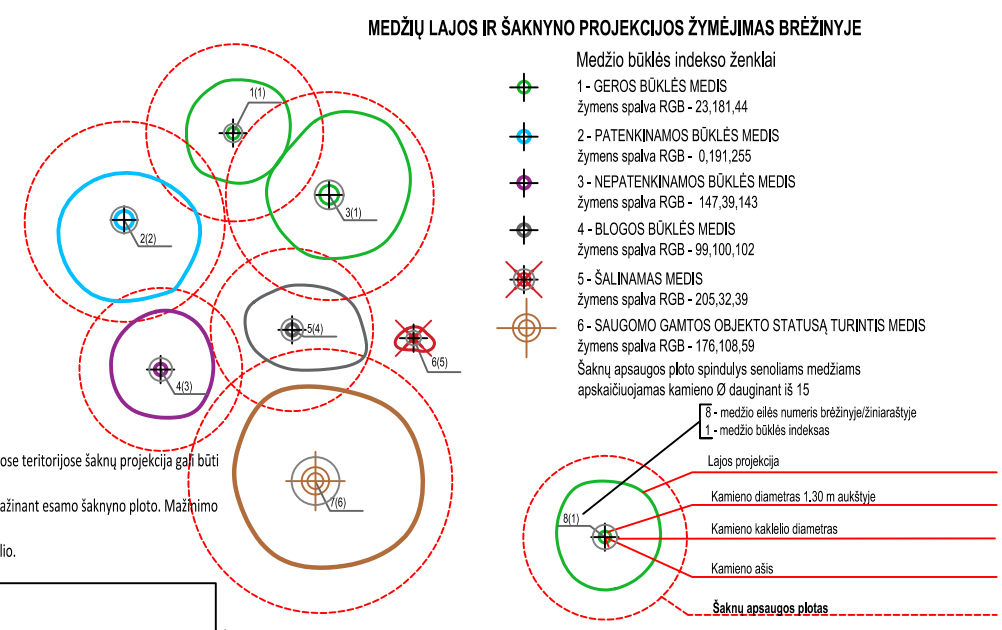 MEDŽIŲ LAJOS IR ŠAKNYNO PROJEKCIJOS ŽYMĖJIMAS BRĖŽINYJE
Medžio būklės indekso ženklai
1 - GEROS BŪKLĖS MEDIS
žymens spalva RGB - 23,181,44
2 - PATENKINAMOS BŪKLĖS MEDIS
žymens spalva RGB - 0,191,255
3 - NEPATENKINAMOS BŪKLĖS MEDIS
žymens spalva RGB - 147,39,143
4 - BLOGOS BŪKLĖS MEDIS
žymens spalva RGB - 99,100,102
5 - ŠALINAMAS MEDIS
žymens spalva RGB - 205,32,39
6 - SAUGOMO GAMTOS OBJEKTO STATUSĄ TURINTIS MEDIS
žymens spalva RGB - 176,108,59
Šaknų apsaugos ploto spindulys senoliams medžiams
apskaičiuojamas kamieno Ø dauginant iš 15
8 - medžio eilės numeris brėžinyje/žiniaraštyje
1 - medžio būklės indeksas
Lajos projekcija
Kamieno diametras 1.30 m aukštyje
8(1)
Kamieno kaklelio diametras
Kamieno ašis
Šaknų apsaugos plotas
1(1)
3(1)
2(2)
5(4)
6(5)
4(3)
7(6)
ose teritorijose šaknų projekcija gali būti
ažinant esamo šaknyno ploto. Mažinimo
lio.